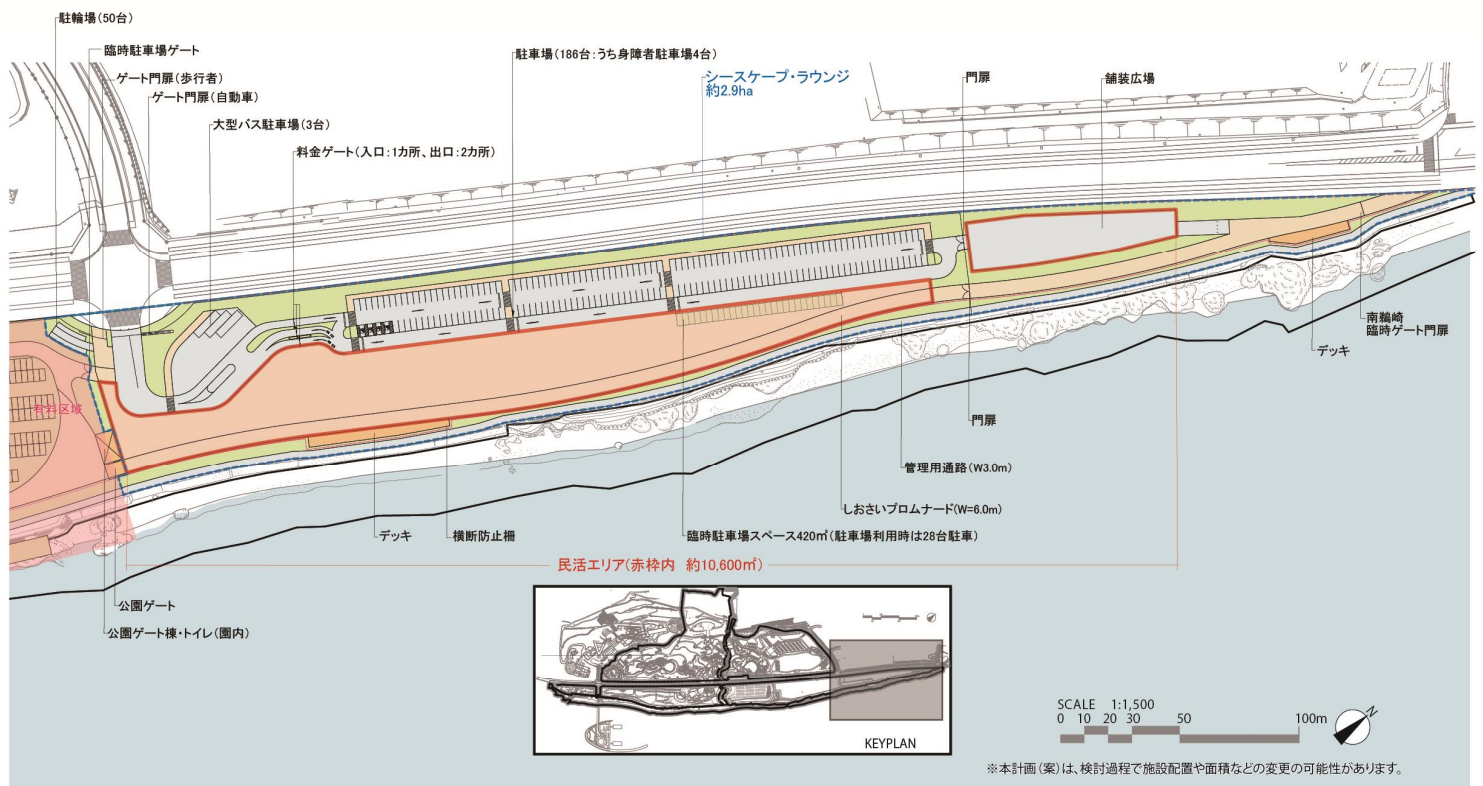 駐輪場(50台)
臨時駐車場ゲート
ゲート門扉(歩行者)
ゲート門扉(自動車)
大型バス駐車場(3台)
料金ゲート(入口:1カ所、出口:2カ所)
駐車場(186台:うち身障者駐車場4台)
シースケープ・ラウンジ
約2.9ha
門扉
舗装広場
有料区域
南鵜崎
臨時ゲート門扉
デッキ
門扉
管理用通路(W3.0m)
しおさいプロムナード(W=6.0m)
デッキ
横断防止柵
臨時駐車場スペース420㎡(駐車場利用時は28台駐車)
民活エリア(赤枠内 約10,600㎡)
公園ゲート
公園ゲート棟・トイレ(園内)
KEYPLAN
SCALE 1:1,500
0 10 20 30 50 100m
N
※本計画(案)は、検討過程で施設配置や面積などの変更の可能性があります。